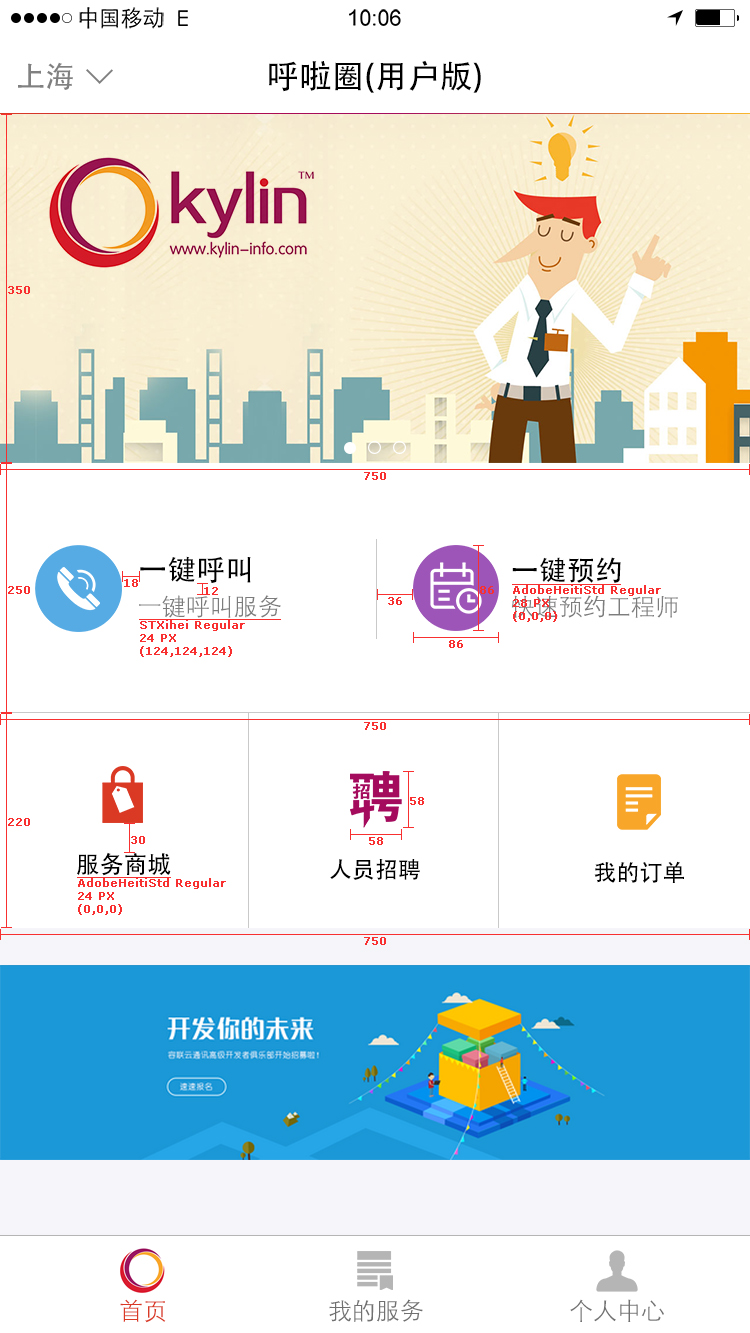 中国移动 E 10:06
上海
呼啦圈(用户版)
kylin™
www.kylin-info.com
350
750
250
一键呼叫
18
12
一键呼叫服务
STXihei Regular
24 PX
(124,124,124)
36
86
86
一键预约
AdobeHeitiStd Regular
28 PX
(0,0,0)
快速预约工程师
750
220
30
服务商城
AdobeHeitiStd Regular
24 PX
(0,0,0)
招聘
58
58
人员招聘
我的订单
750
开发你的未来
容联云通讯高级开发者俱乐部开始招募啦!
速速报名
首页
我的服务
个人中心